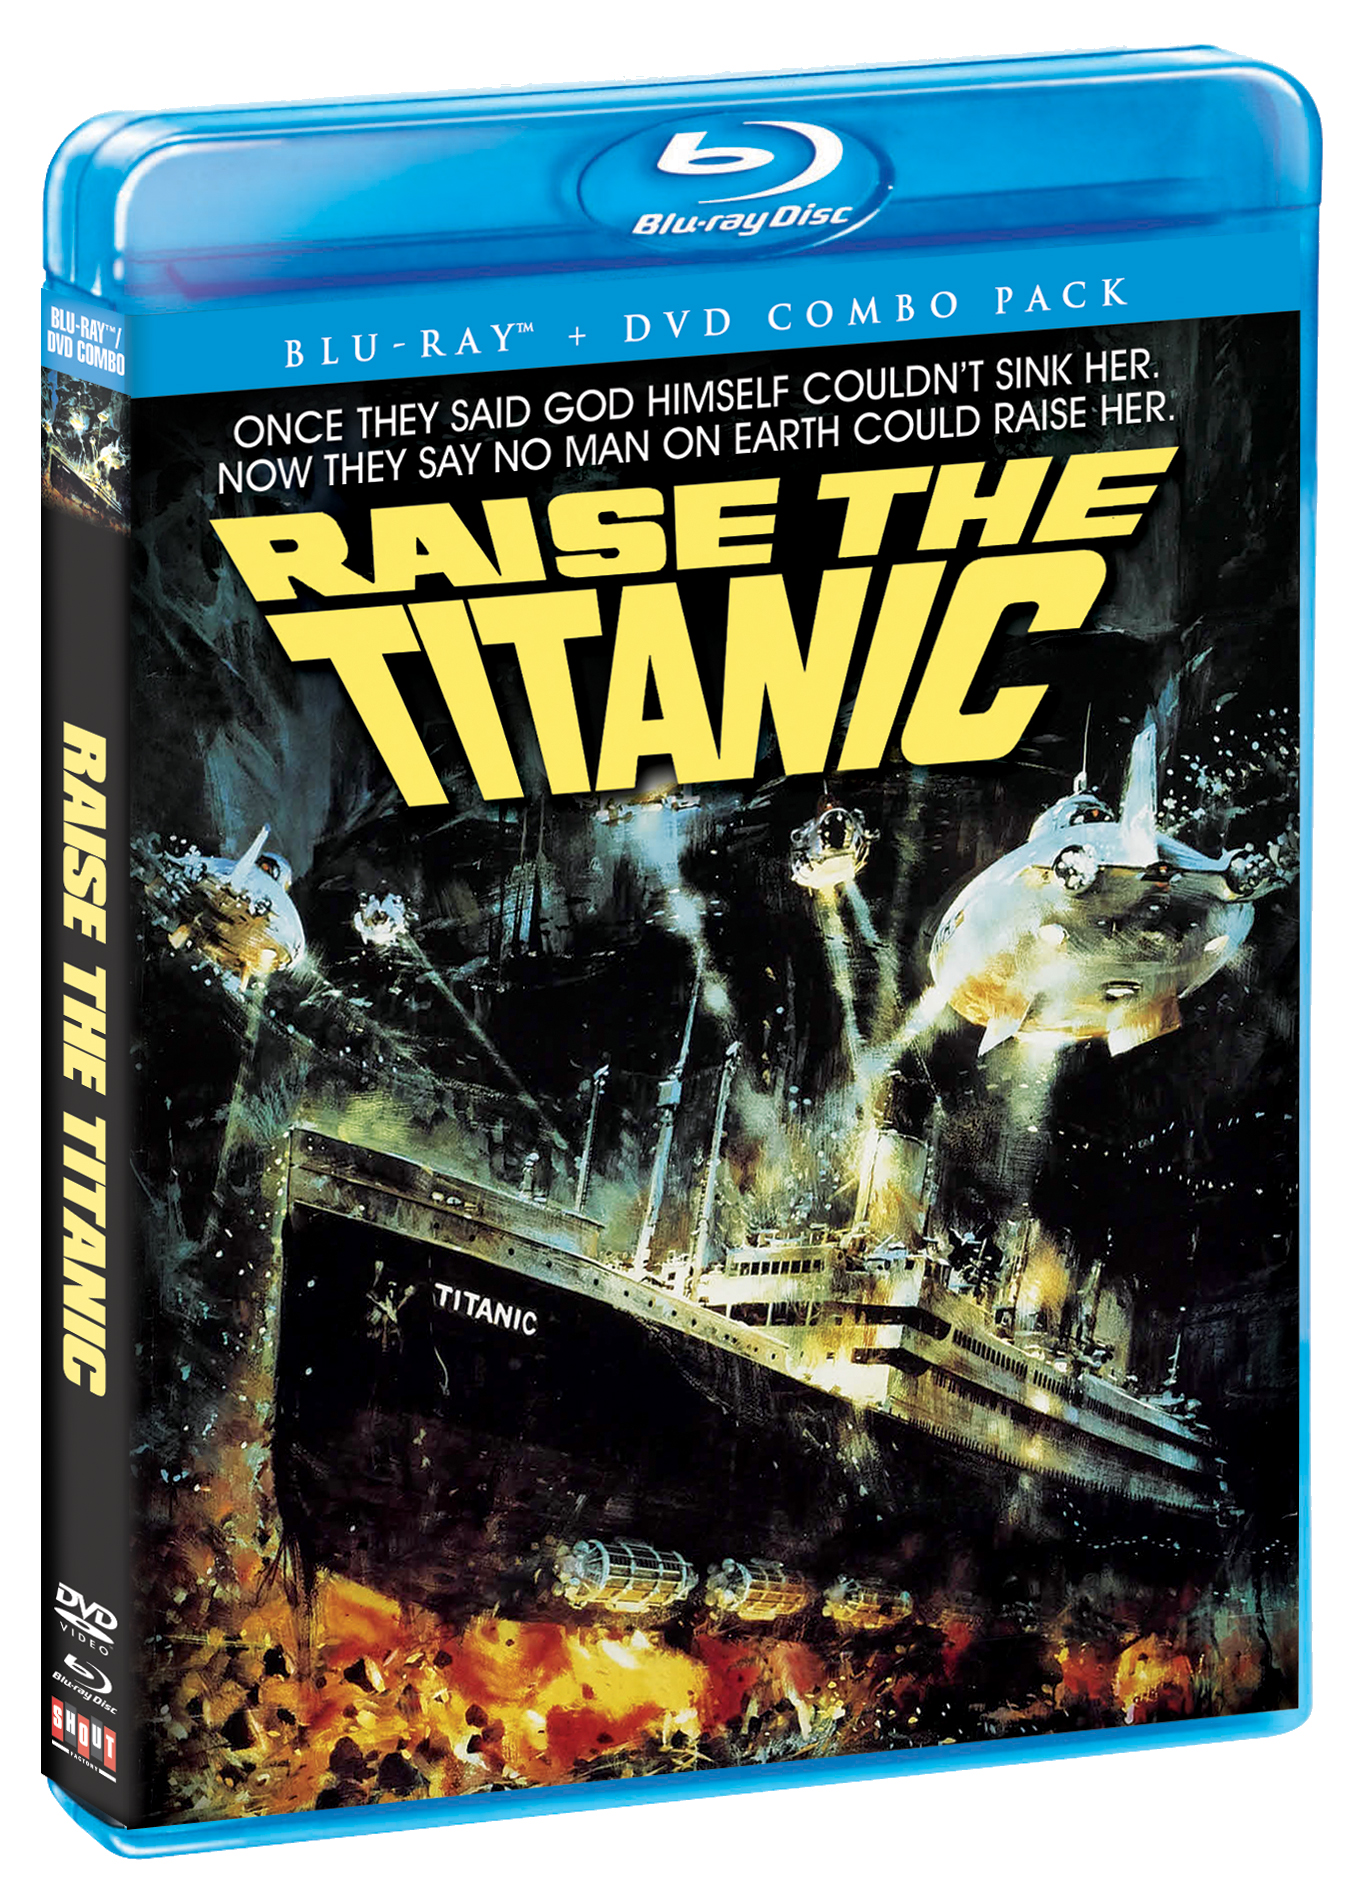 Blu-ray Disc
BLU-RAY™ + DVD COMBO PACK
ONCE THEY SAID GOD HIMSELF COULDN'T SINK HER.
NOW THEY SAY NO MAN ON EARTH COULD RAISE HER.
RAISE THE
TITANIC
TITANIC
BLU-RAY™/
DVD COMBO
RAISE THE TITANIC
DVD
VIDEO
Blu-ray Disc
SHOUT
FACTORY